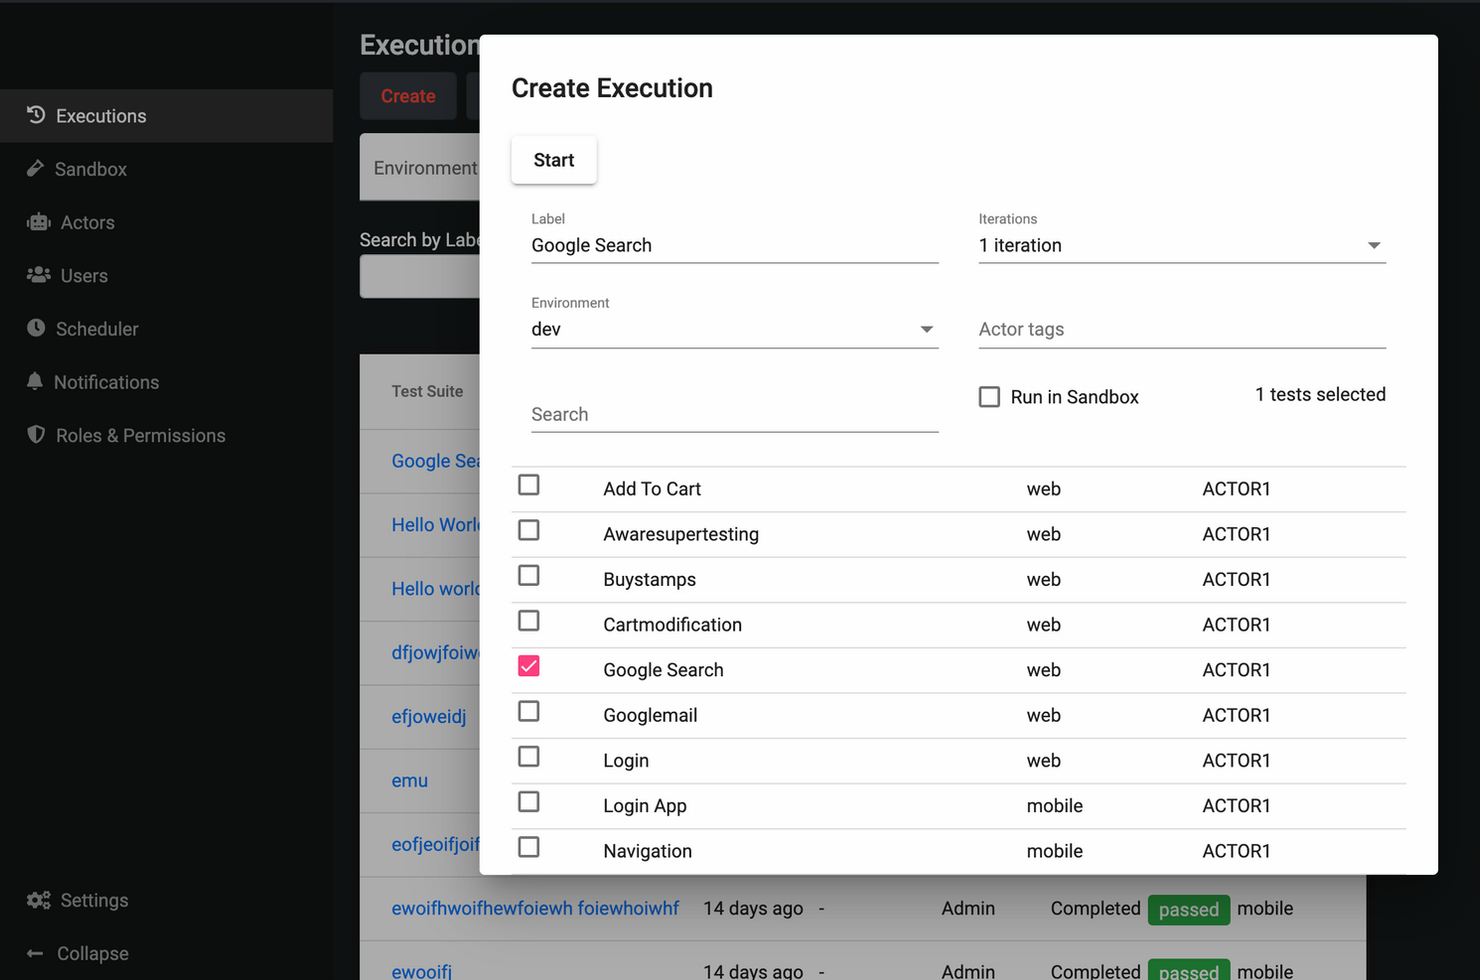 Executions
Sandbox
Actors
Users
Scheduler
Notifications
Roles & Permissions
Settings
Collapse
Execution
Create
Environment
Search by Labe
Test Suite
Google Sea
Hello Worl
Hello world
dfjowjfoiw
efjoweidj
emu
eofjeoifjoif
ewoifhwoifhewfoiewh foiewhoiwhf 14 days ago - Admin Completed passed mobile
ewooifj 14 days ago - Admin Completed passed mobile
Create Execution
Start
Label
Google Search
Iterations
1 iteration
Environment
dev
Actor tags
Search
Run in Sandbox
1 tests selected
Add To Cart web ACTOR1
Awaresupertesting web ACTOR1
Buystamps web ACTOR1
Cartmodification web ACTOR1
Google Search web ACTOR1
Googlemail web ACTOR1
Login web ACTOR1
Login App mobile ACTOR1
Navigation mobile ACTOR1